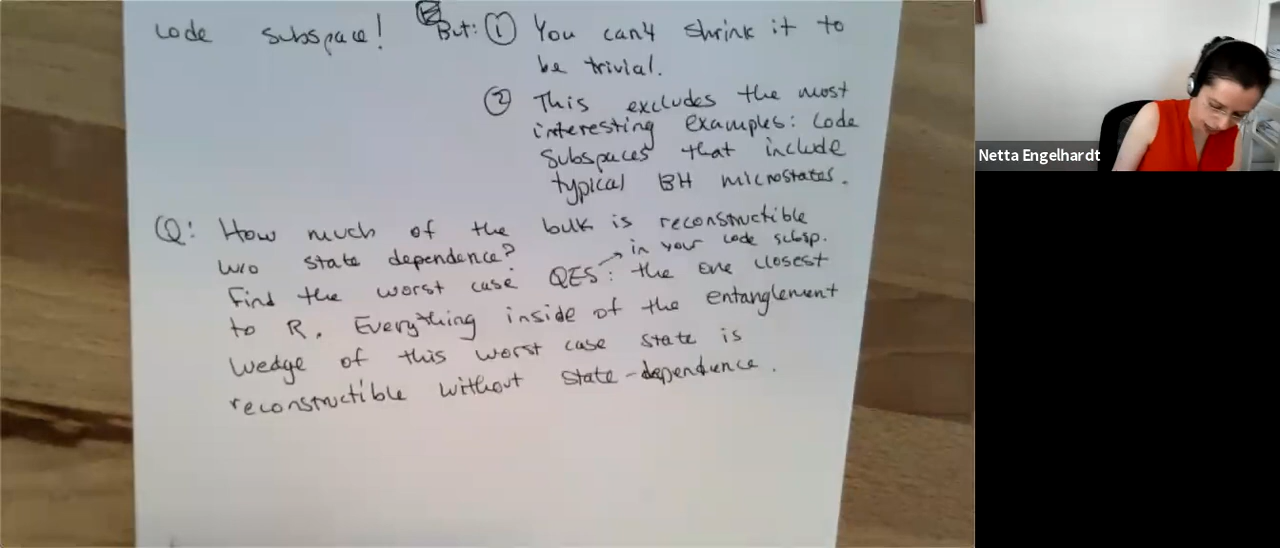 code subspace! But: ① You can't shrink it to
be trivial.
② This excludes the most
interesting examples: code
subspaces that include
typical BH microstates.
Q: How much of the bulk is reconstructible
w/o state dependence?
in your code subsp.
Find the worst case QES: the one closest
to R. Everything inside of the entanglement
wedge of this worst case state is
reconstructible without state-dependence.
Netta Engelhardt